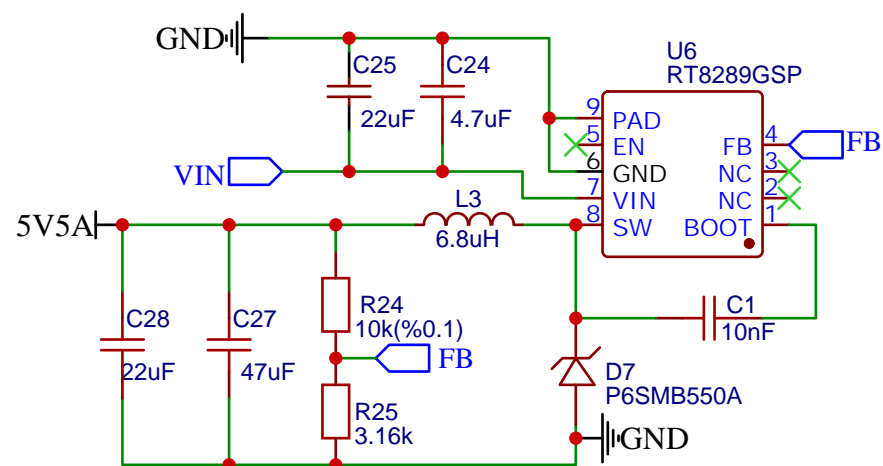 GND
U6
RT8289GSP
C25
C24
22uF
4.7uF
9
PAD
5
EN
FB
4
FB
6
GND
NC
3
VIN
7
VIN
NC
2
8
SW
BOOT
1
L3
6.8uH
5V5A
C28
22uF
C27
47uF
R24
10k(%0.1)
FB
R25
3.16k
C1
10nF
D7
P6SMB550A
GND